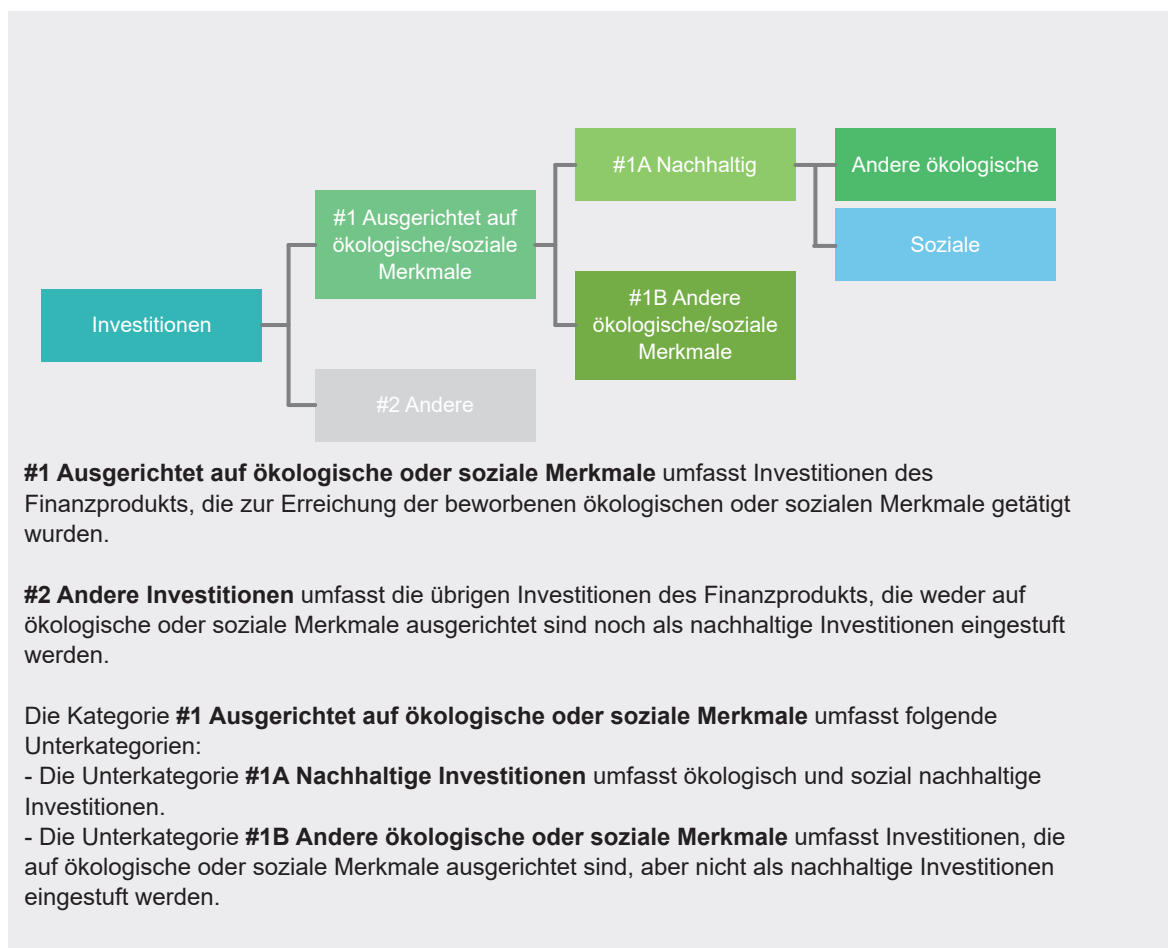 #1A Nachhaltig
Andere ökologische
#1 Ausgerichtet auf
ökologische/soziale
Merkmale
Soziale
#1B Andere
ökologische/soziale
Merkmale
Investitionen
#2 Andere
#1 Ausgerichtet auf ökologische oder soziale Merkmale umfasst Investitionen des
Finanzprodukts, die zur Erreichung der beworbenen ökologischen oder sozialen Merkmale getätigt
wurden.
#2 Andere Investitionen umfasst die übrigen Investitionen des Finanzprodukts, die weder auf
ökologische oder soziale Merkmale ausgerichtet sind noch als nachhaltige Investitionen eingestuft
werden.
Die Kategorie #1 Ausgerichtet auf ökologische oder soziale Merkmale umfasst folgende
Unterkategorien:
- Die Unterkategorie #1A Nachhaltige Investitionen umfasst ökologisch und sozial nachhaltige
Investitionen.
- Die Unterkategorie #1B Andere ökologische oder soziale Merkmale umfasst Investitionen, die
auf ökologische oder soziale Merkmale ausgerichtet sind, aber nicht als nachhaltige Investitionen
eingestuft werden.